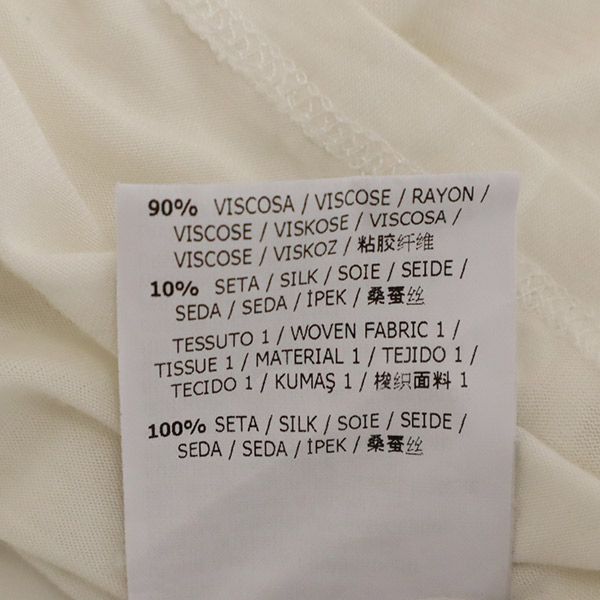 90% VISCOSA / VISCOSE / RAYON /
VISCOSE / VISKOSE / VISCOSA /
VISCOSE / VISKOZ / 粘胶纤维
10% SETA / SILK / SOIE / SEIDE /
SEDA / SEDA / İPEK / 桑蚕丝
TESSUTO 1 / WOVEN FABRIC 1 /
TISSUE 1 / MATERIAL 1 / TEJIDO 1 /
TECIDO 1 / KUMAŞ 1 / 梭织面料 1
100% SETA / SILK / SOIE / SEIDE /
SEDA / SEDA / İPEK / 桑蚕丝